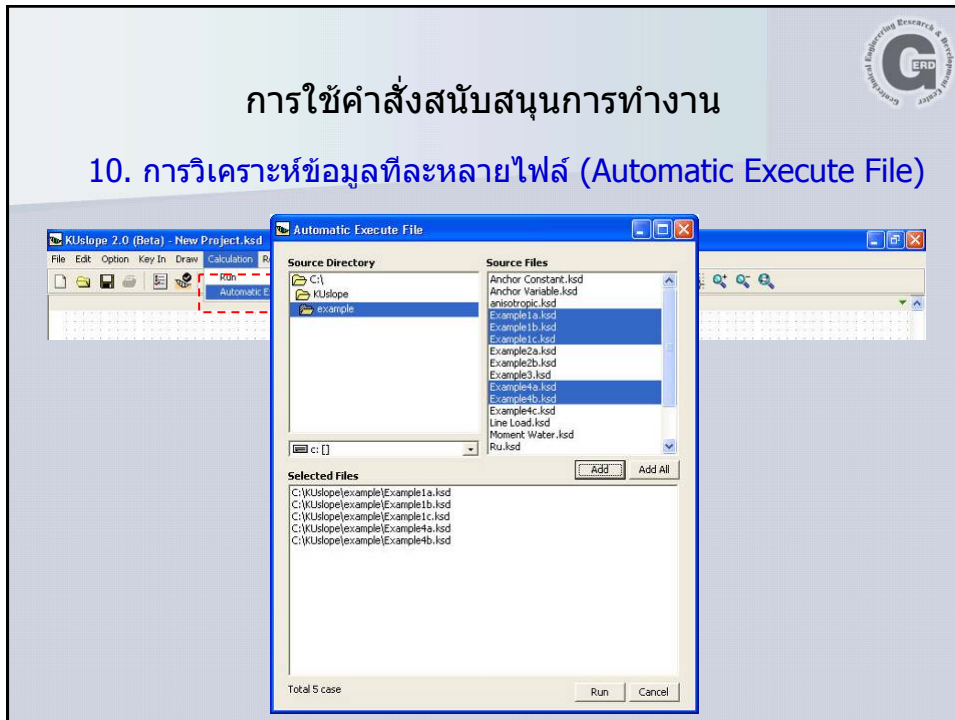 Geotechnical Engineering Research & Development Center
GERD
การใช้คำสั่งสนับสนุนการทำงาน
10. การวิเคราะห์ข้อมูลทีละหลายไฟล์ (Automatic Execute File)
KUslope 2.0 (Beta) - New Project.ksd
File Edit Option Key In Draw Calculation
Run
Automatic
Automatic Execute File
Source Directory
C:\
KUslope
example
c: []
Source Files
Anchor Constant.ksd
Anchor Variable.ksd
anisotropic.ksd
Example1a.ksd
Example1b.ksd
Example1c.ksd
Example2a.ksd
Example2b.ksd
Example3.ksd
Example4a.ksd
Example4b.ksd
Example4c.ksd
Line Load.ksd
Moment Water.ksd
Ru.ksd
Add Add All
Selected Files
C:\KUslope\example\Example1a.ksd
C:\KUslope\example\Example1b.ksd
C:\KUslope\example\Example1c.ksd
C:\KUslope\example\Example4a.ksd
C:\KUslope\example\Example4b.ksd
Total 5 case
Run Cancel